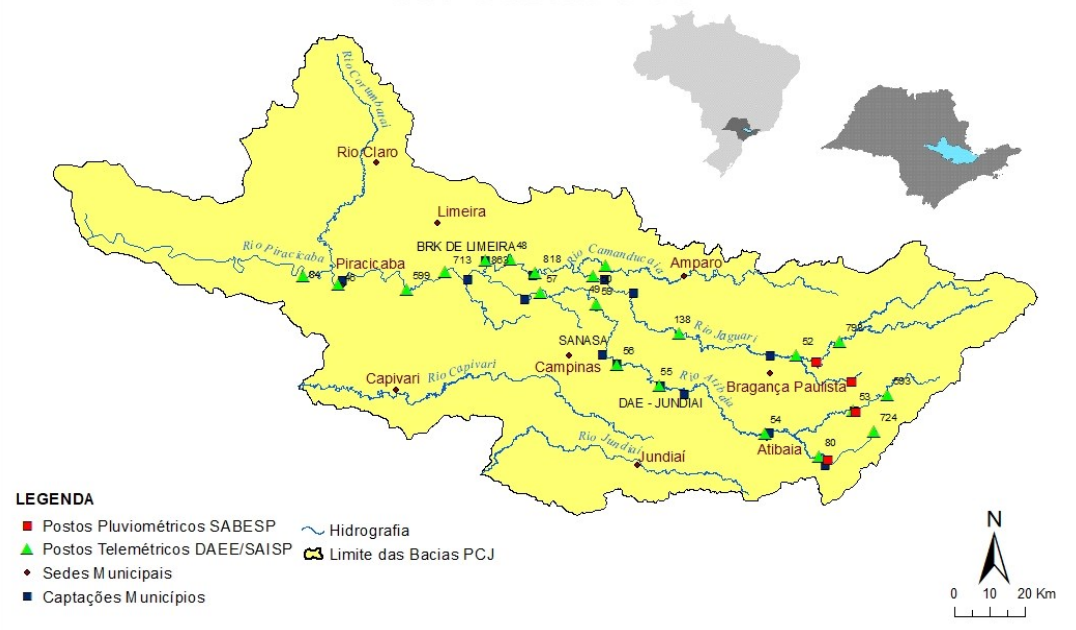 Rio Corumbataí
Rio Claro
Limeira
BRK DE LIMEIRA
48
Rio Piracicaba
Piracicaba
84
599
713
818
Rio Camanducaia
Amparo
57
49
59
138
Rio Jaguari
52
SANASA
Campinas
56
Capivari
Rio Capivari
55
DAE - JUNDIAI
Rio Atibaia
Bragança Paulista
53
724
54
Atibaia
80
Rio Jundiaí
Jundiaí
LEGENDA
Postos Pluviométricos SABESP
Postos Telemétricos DAEE/SAISP
Sedes Municipais
Captações Municípios
Hidrografia
Limite das Bacias PCJ
N
0 10 20 Km